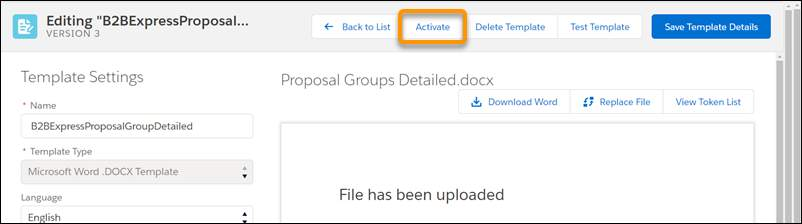 Editing "B2BExpressProposal...
VERSION 3
Back to List
Activate
Delete Template
Test Template
Save Template Details
Template Settings
* Name
B2BExpressProposalGroupDetailed
* Template Type
Microsoft Word .DOCX Template
Language
English
Proposal Groups Detailed.docx
Download Word
Replace File
View Token List
File has been uploaded